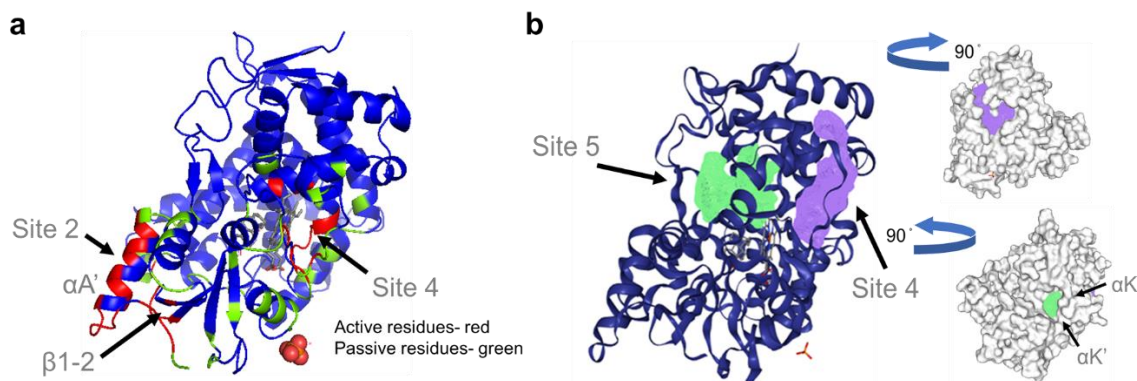 a
Site 2
αA’
β1-2
Site 4
Active residues- red
Passive residues- green
b
Site 5
Site 4
90°
90°
αK
αK’